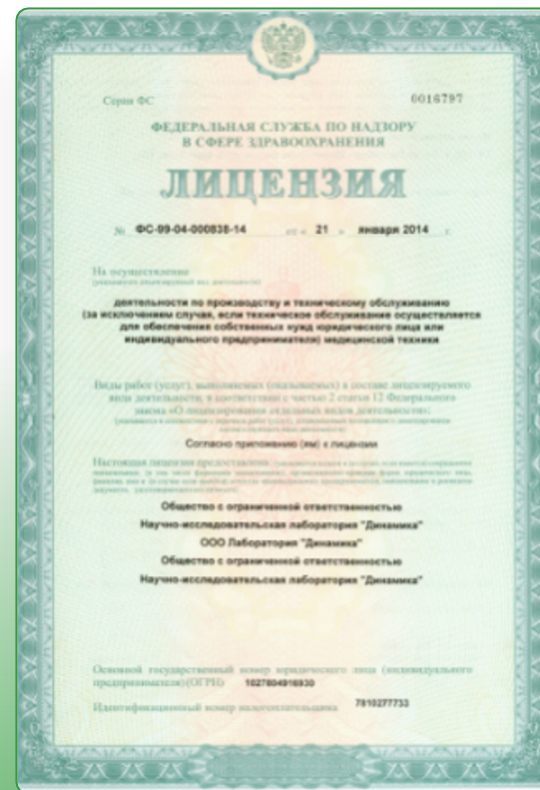 Серия ФС 0016797
ФЕДЕРАЛЬНАЯ СЛУЖБА ПО НАДЗОРУ
В СФЕРЕ ЗДРАВООХРАНЕНИЯ
ЛИЦЕНЗИЯ
№ ФС-99-04-000838-14 от « 21 » января 2014 г.
На осуществление
(указывается лицензируемый вид деятельности)
деятельности по производству и техническому обслуживанию
(за исключением случая, если техническое обслуживание осуществляется
для обеспечения собственных нужд юридического лица или
индивидуального предпринимателя) медицинской техники
Виды работ (услуг), выполняемых (оказываемых) в составе лицензируемого
вида деятельности, в соответствии с частью 2 статьи 12 Федерального
закона «О лицензировании отдельных видов деятельности»:
Согласно приложению (ям) к лицензии
Настоящая лицензия предоставлена
Общество с ограниченной ответственностью
Научно-исследовательская лаборатория "Динамика"
ООО Лаборатория "Динамика"
Общество с ограниченной ответственностью
Научно-исследовательская лаборатория "Динамика"
Основной государственный номер юридического лица (индивидуального
предпринимателя) (ОГРН) 1027804916930
Идентификационный номер налогоплательщика 7810277733